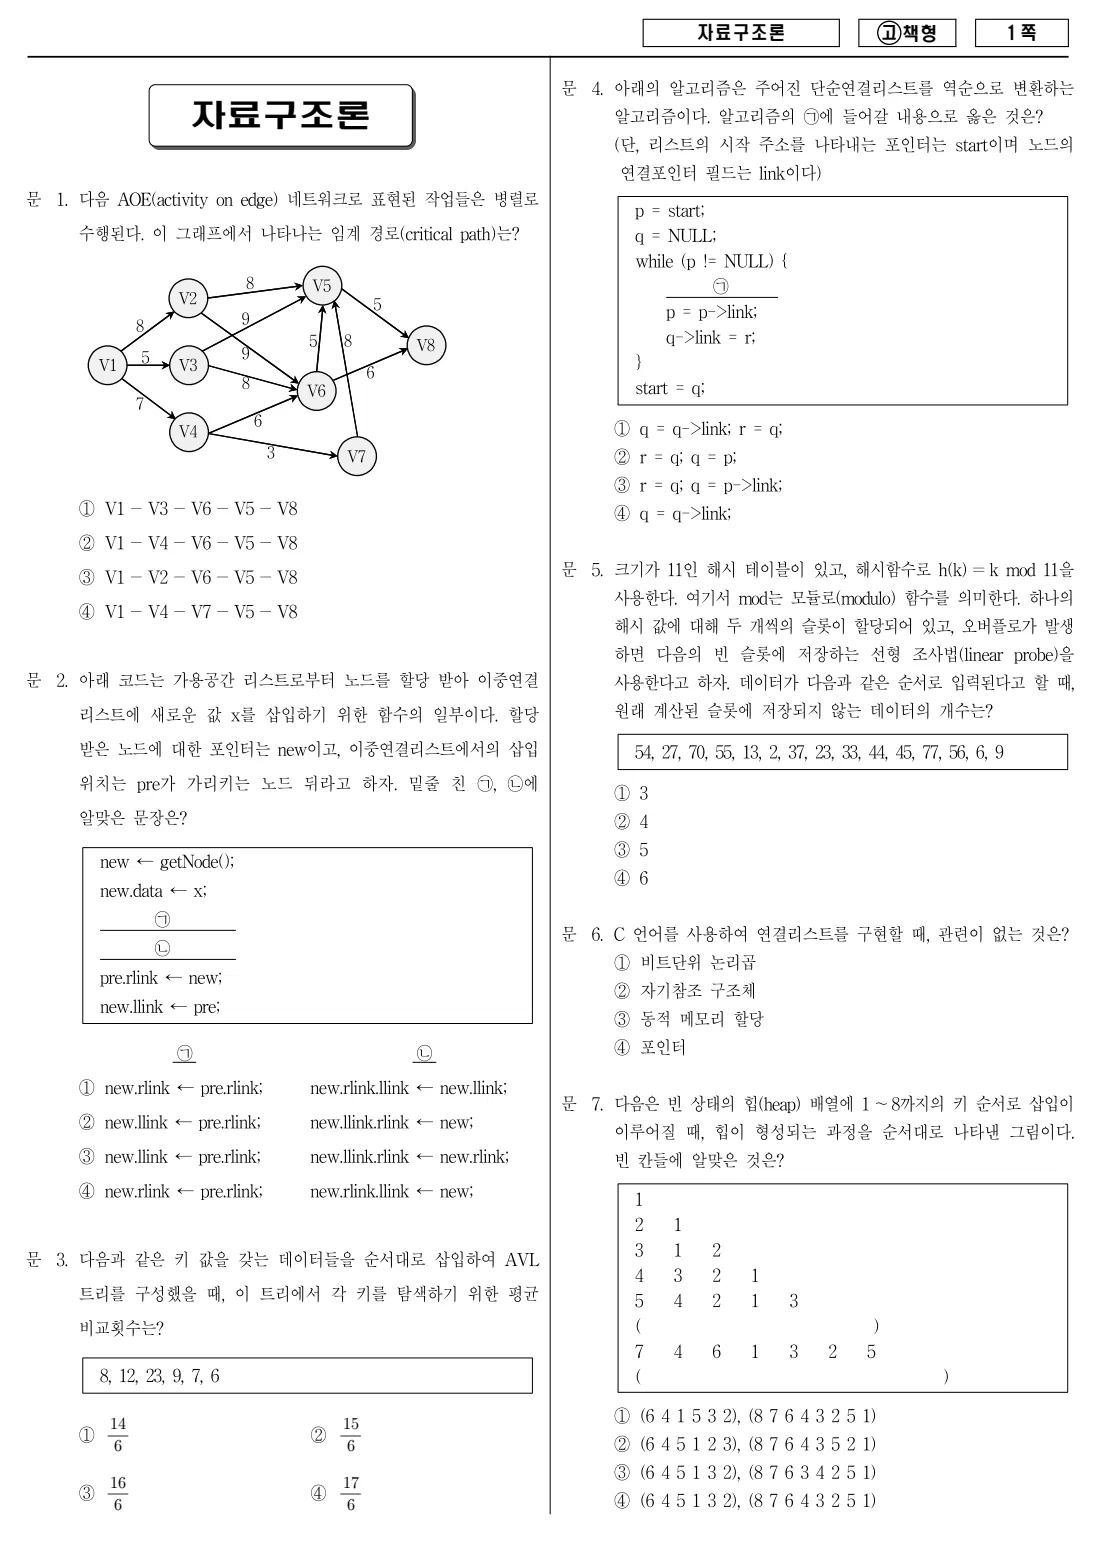 자료구조론
고책형
1쪽
자료구조론
문 1. 다음 AOE(activity on edge) 네트워크로 표현된 작업들은 병렬로
수행된다. 이 그래프에서 나타나는 임계 경로(critical path)는?
V1
V2
V3
V4
V5
V6
V7
V8
8
5
7
8
9
9
8
6
3
5
8
5
6
① V1 - V3 - V6 - V5 - V8
② V1 - V4 - V6 - V5 - V8
③ V1 - V2 - V6 - V5 - V8
④ V1 - V4 - V7 - V5 - V8
문 2. 아래 코드는 가용공간 리스트로부터 노드를 할당 받아 이중연결
리스트에 새로운 값 x를 삽입하기 위한 함수의 일부이다. 할당
받은 노드에 대한 포인터는 new이고, 이중연결리스트에서의 삽입
위치는 pre가 가리키는 노드 뒤라고 하자. 밑줄 친 ㉠, ㉡에
알맞은 문장은?
new ← getNode();
new.data ← x;
㉠
㉡
pre.rlink ← new;
new.llink ← pre;
㉠ ㉡
① new.rlink ← pre.rlink; new.rlink.llink ← new.llink;
② new.llink ← pre.rlink; new.llink.rlink ← new;
③ new.llink ← pre.rlink; new.llink.rlink ← new.rlink;
④ new.rlink ← pre.rlink; new.rlink.llink ← new;
문 3. 다음과 같은 키 값을 갖는 데이터들을 순서대로 삽입하여 AVL
트리를 구성했을 때, 이 트리에서 각 키를 탐색하기 위한 평균
비교횟수는?
8, 12, 23, 9, 7, 6
① 14/6 ② 15/6
③ 16/6 ④ 17/6
문 4. 아래의 알고리즘은 주어진 단순연결리스트를 역순으로 변환하는
알고리즘이다. 알고리즘의 ㉠에 들어갈 내용으로 옳은 것은?
(단, 리스트의 시작 주소를 나타내는 포인터는 start이며 노드의
연결포인터 필드는 link이다)
p = start;
q = NULL;
while (p != NULL) {
㉠
p = p->link;
q->link = r;
}
start = q;
① q = q->link; r = q;
② r = q; q = p;
③ r = q; q = p->link;
④ q = q->link;
문 5. 크기가 11인 해시 테이블이 있고, 해시함수로 h(k) = k mod 11을
사용한다. 여기서 mod는 모듈로(modulo) 함수를 의미한다. 하나의
해시 값에 대해 두 개씩의 슬롯이 할당되어 있고, 오버플로가 발생
하면 다음의 빈 슬롯에 저장하는 선형 조사법(linear probe)을
사용한다고 하자. 데이터가 다음과 같은 순서로 입력된다고 할 때,
원래 계산된 슬롯에 저장되지 않는 데이터의 개수는?
54, 27, 70, 55, 13, 2, 37, 23, 33, 44, 45, 77, 56, 6, 9
① 3
② 4
③ 5
④ 6
문 6. C 언어를 사용하여 연결리스트를 구현할 때, 관련이 없는 것은?
① 비트단위 논리곱
② 자기참조 구조체
③ 동적 메모리 할당
④ 포인터
문 7. 다음은 빈 상태의 힙(heap) 배열에 1 ~ 8까지의 키 순서로 삽입이
이루어질 때, 힙이 형성되는 과정을 순서대로 나타낸 그림이다.
빈 칸들에 알맞은 것은?
1
2 1
3 1 2
4 3 2 1
5 4 2 1 3
( )
7 4 6 1 3 2 5
( )
① (6 4 1 5 3 2), (8 7 6 4 3 2 5 1)
② (6 4 5 1 2 3), (8 7 6 4 3 5 2 1)
③ (6 4 5 1 3 2), (8 7 6 3 4 2 5 1)
④ (6 4 5 1 3 2), (8 7 6 4 3 2 5 1)